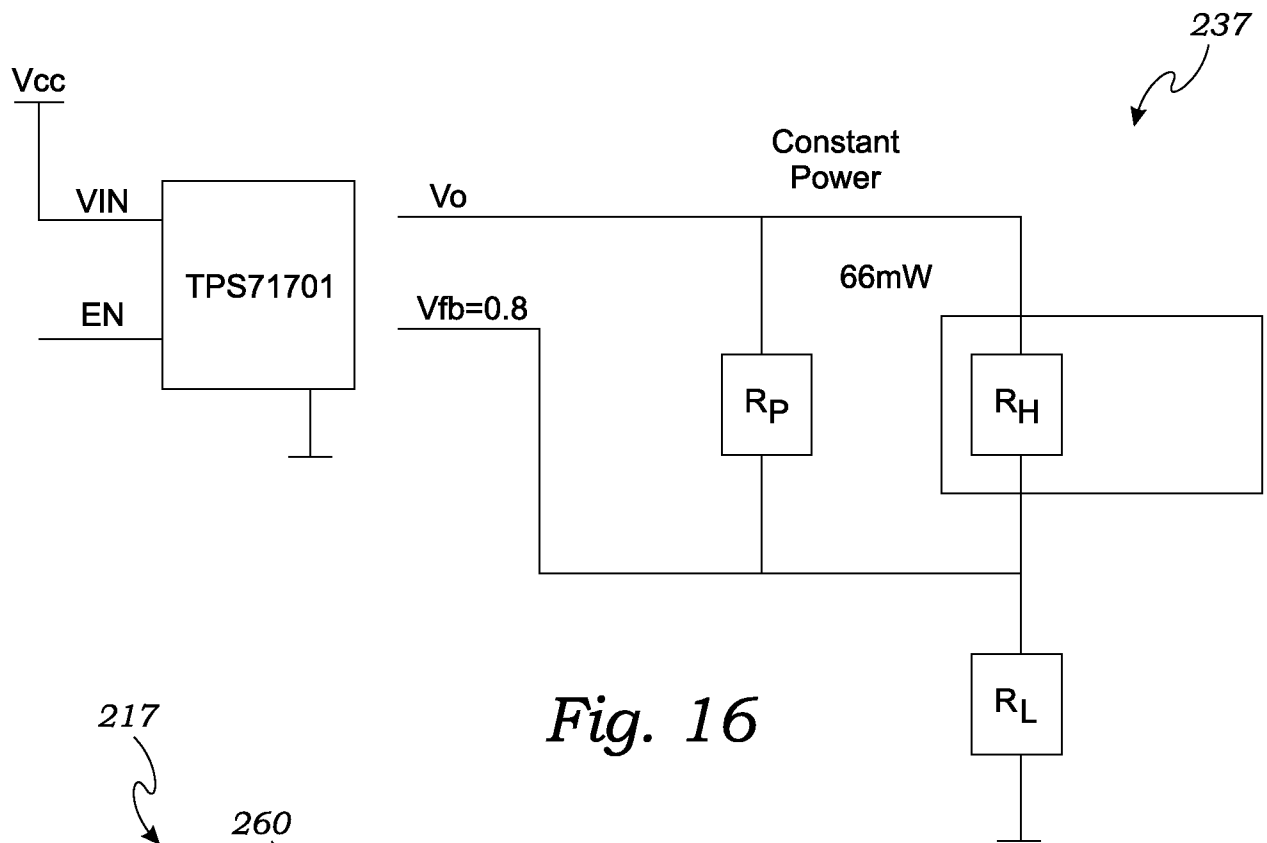 237
Vcc
Constant
Power
VIN
Vo
TPS71701
66mW
EN
Vfb=0.8
RP
RH
RL
Fig. 16
217
260